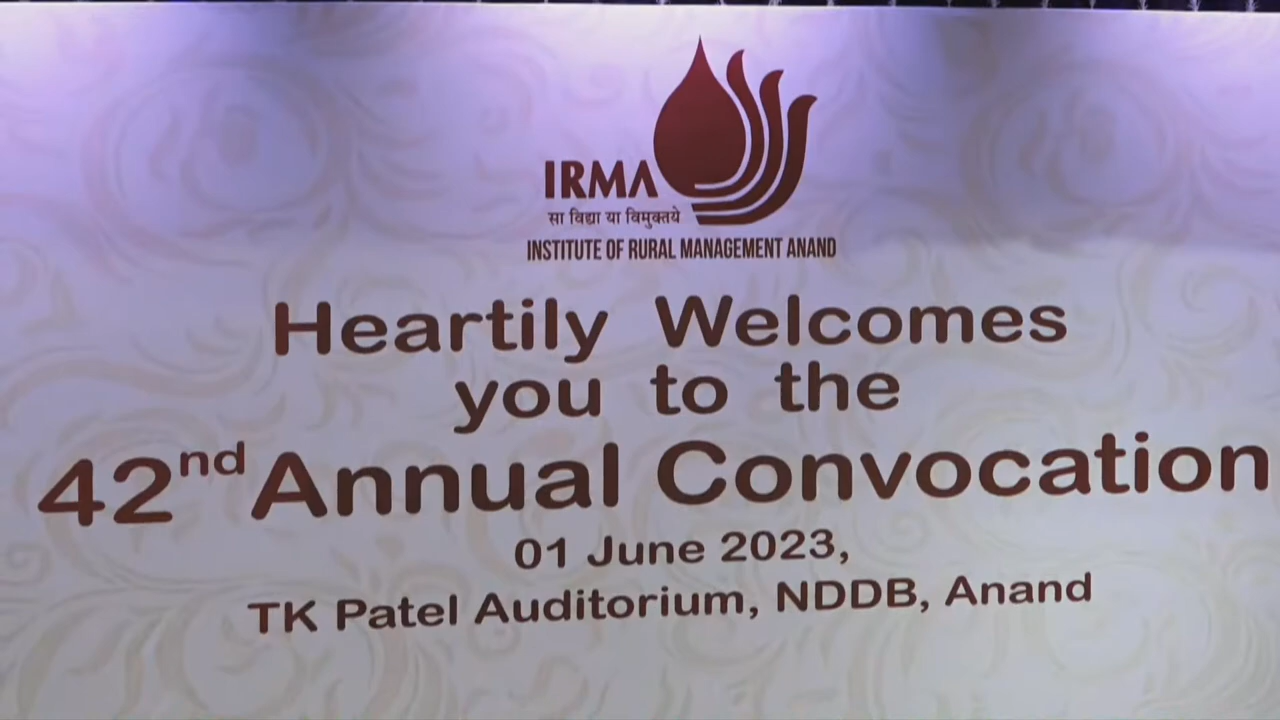 IRMA
सा विद्या या विमुक्तये
INSTITUTE OF RURAL MANAGEMENT ANAND
Heartily Welcomes
you to the
42nd Annual Convocation
01 June 2023,
TK Patel Auditorium, NDDB, Anand